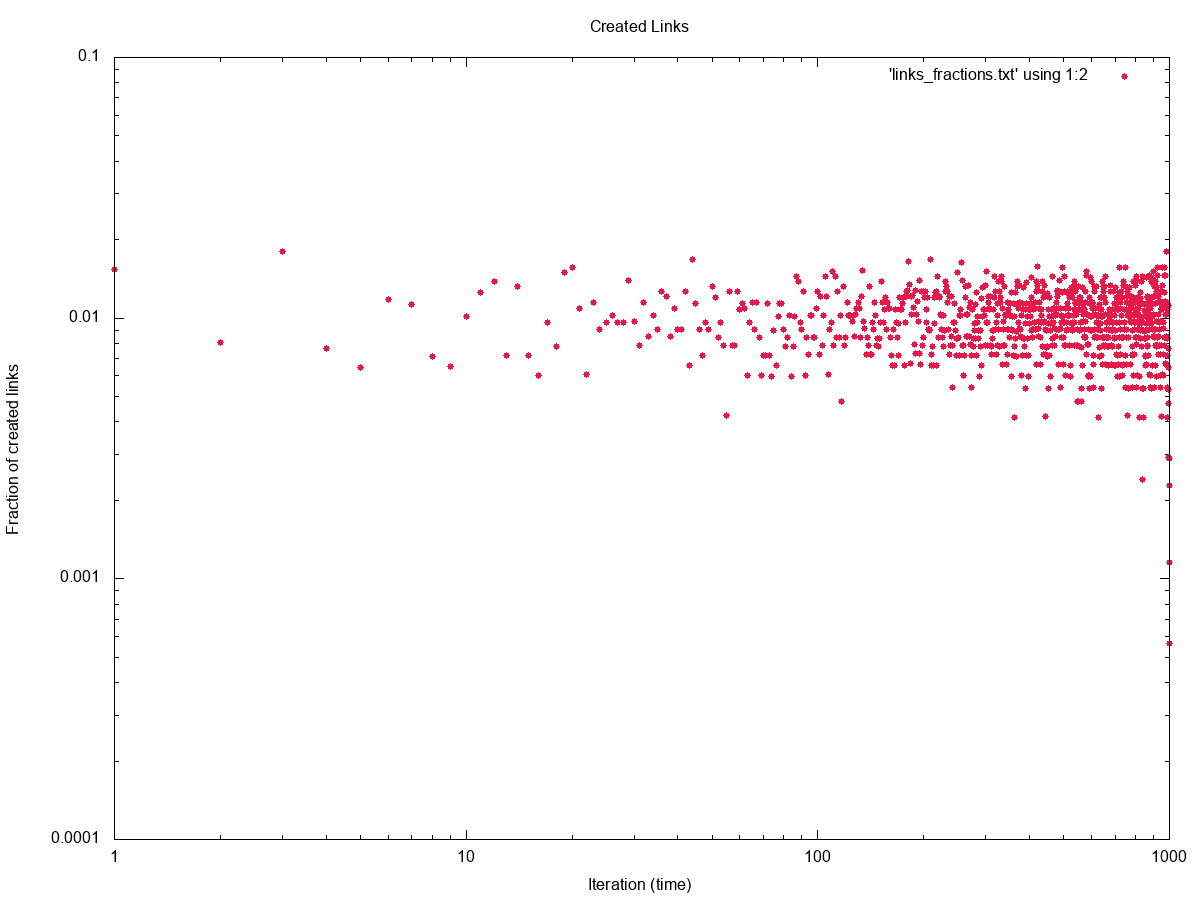 Created Links
'links_fractions.txt' using 1:2
0.1
0.01
0.001
0.0001
Fraction of created links
1 10 100 1000
Iteration (time)